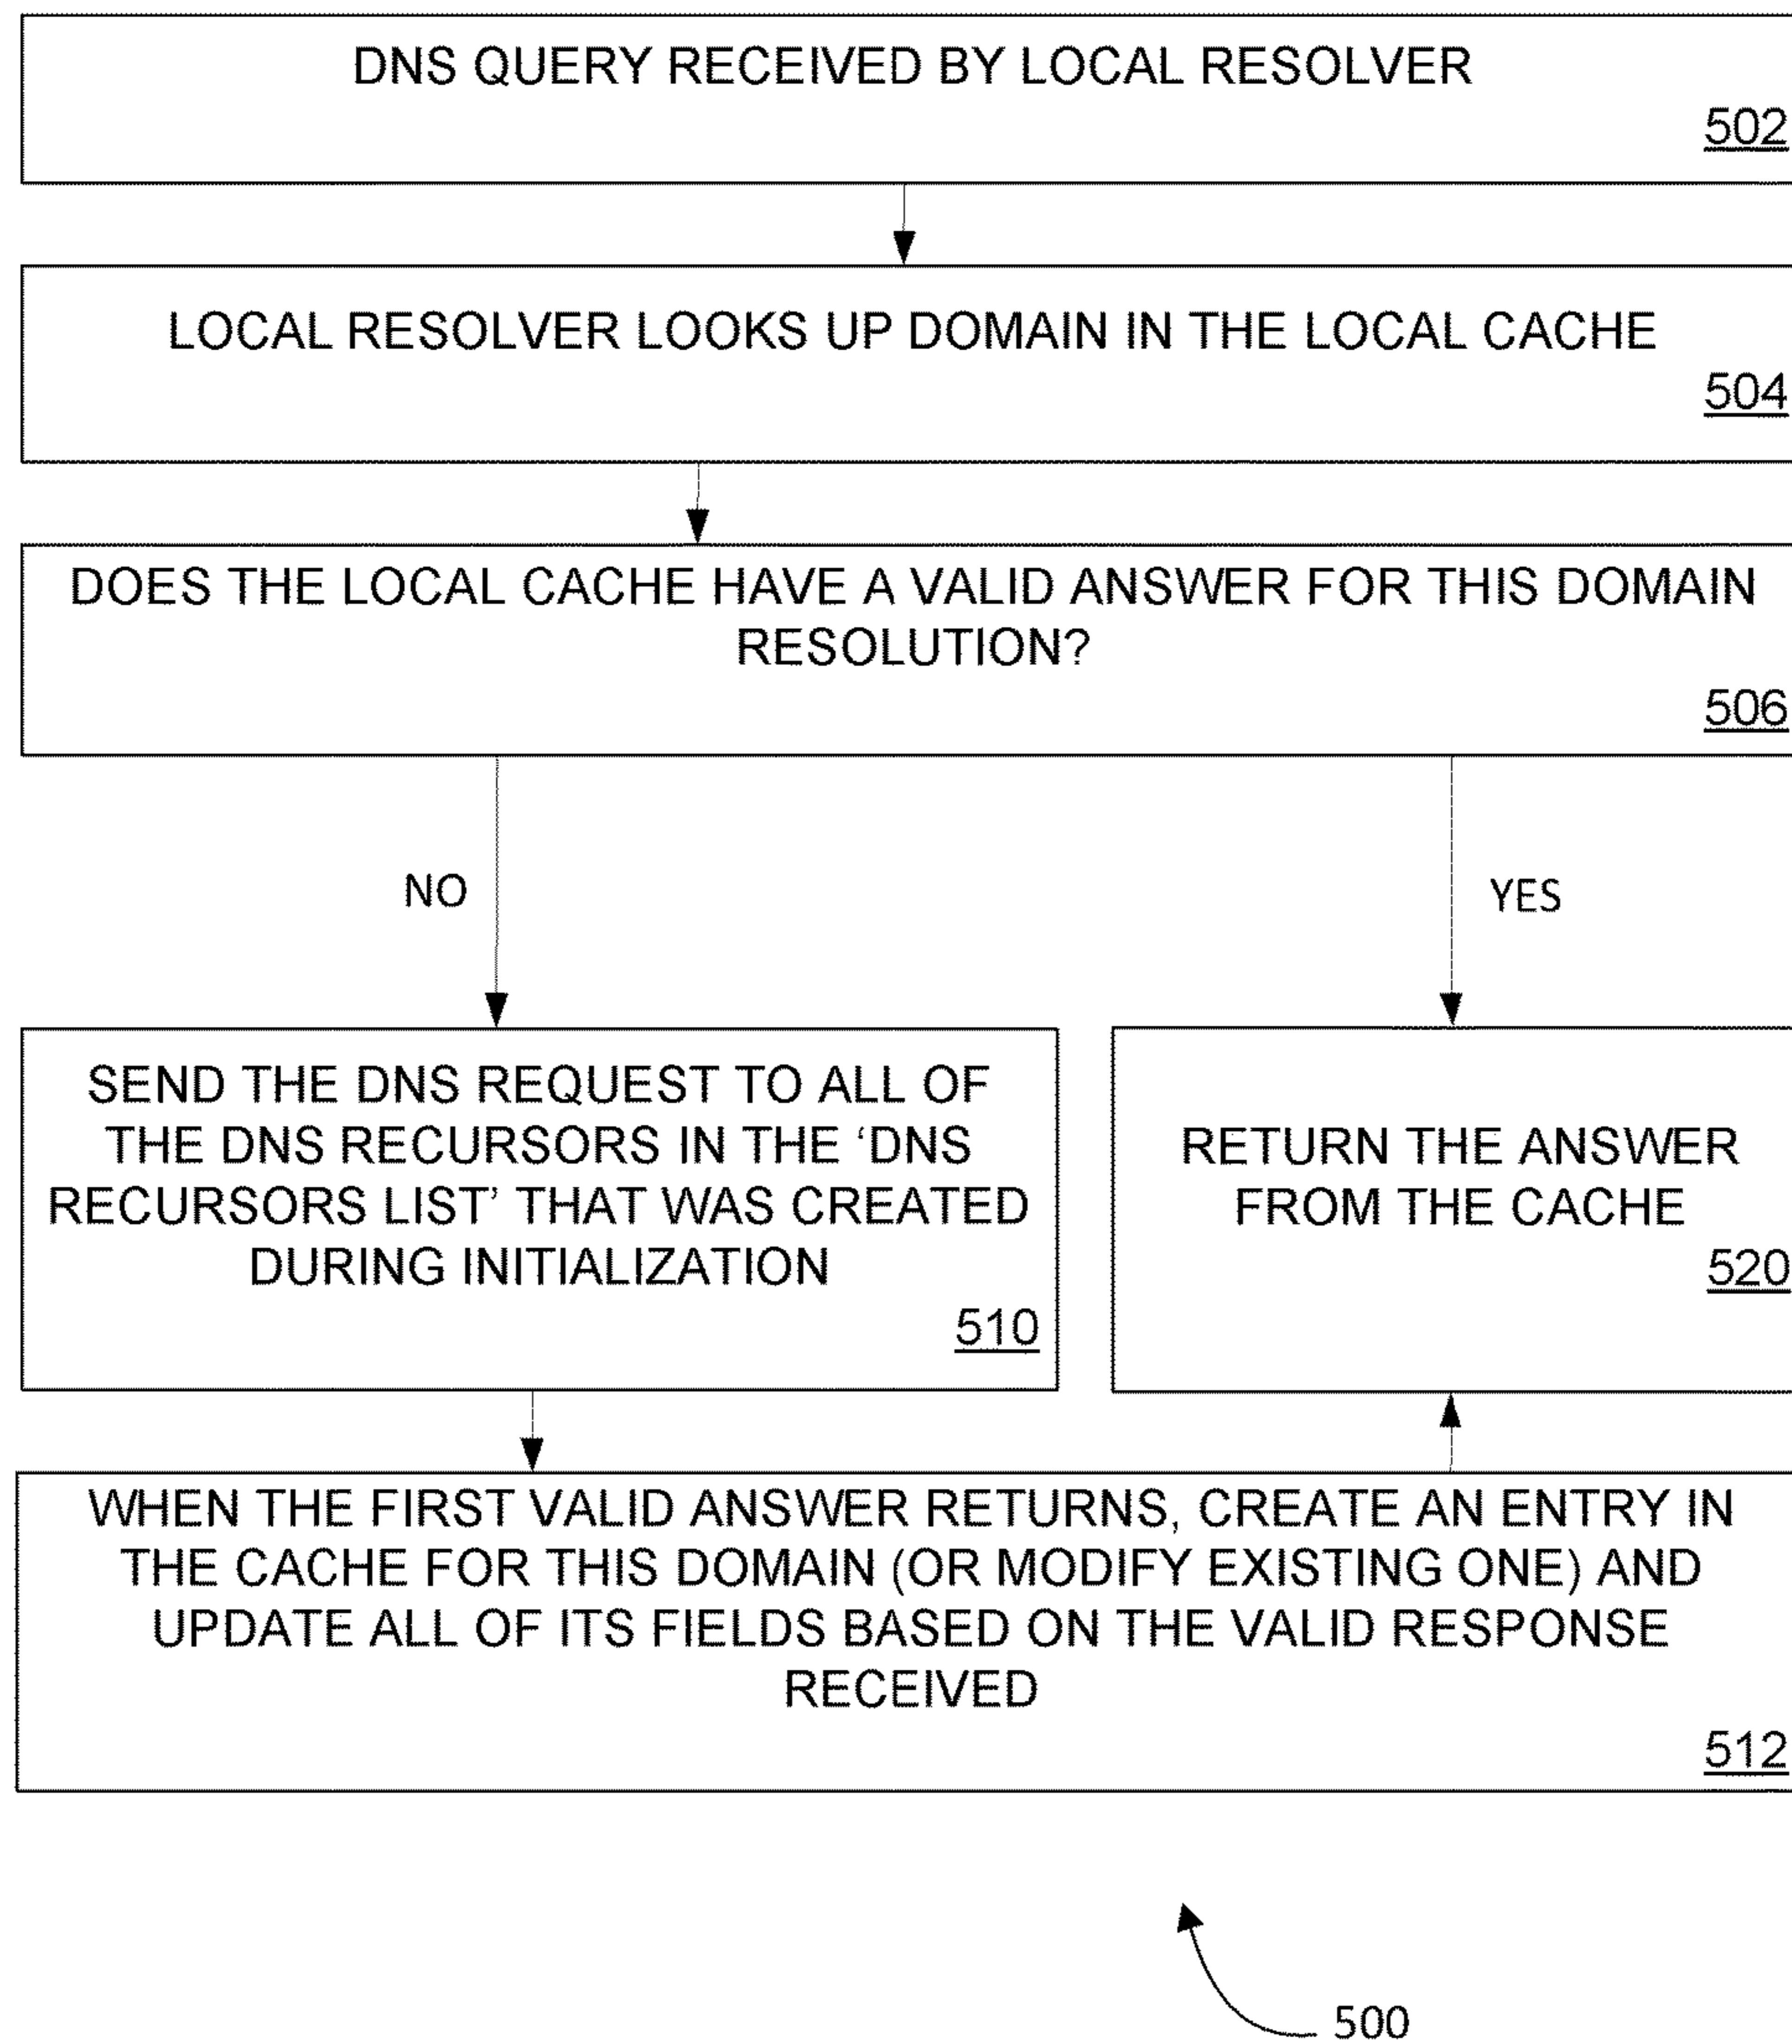 DNS QUERY RECEIVED BY LOCAL RESOLVER
502
LOCAL RESOLVER LOOKS UP DOMAIN IN THE LOCAL CACHE
504
DOES THE LOCAL CACHE HAVE A VALID ANSWER FOR THIS DOMAIN
RESOLUTION?
506
NO
YES
SEND THE DNS REQUEST TO ALL OF
THE DNS RECURSORS IN THE ‘DNS
RECURSORS LIST’ THAT WAS CREATED
DURING INITIALIZATION
510
RETURN THE ANSWER
FROM THE CACHE
520
WHEN THE FIRST VALID ANSWER RETURNS, CREATE AN ENTRY IN
THE CACHE FOR THIS DOMAIN (OR MODIFY EXISTING ONE) AND
UPDATE ALL OF ITS FIELDS BASED ON THE VALID RESPONSE
RECEIVED
512
500